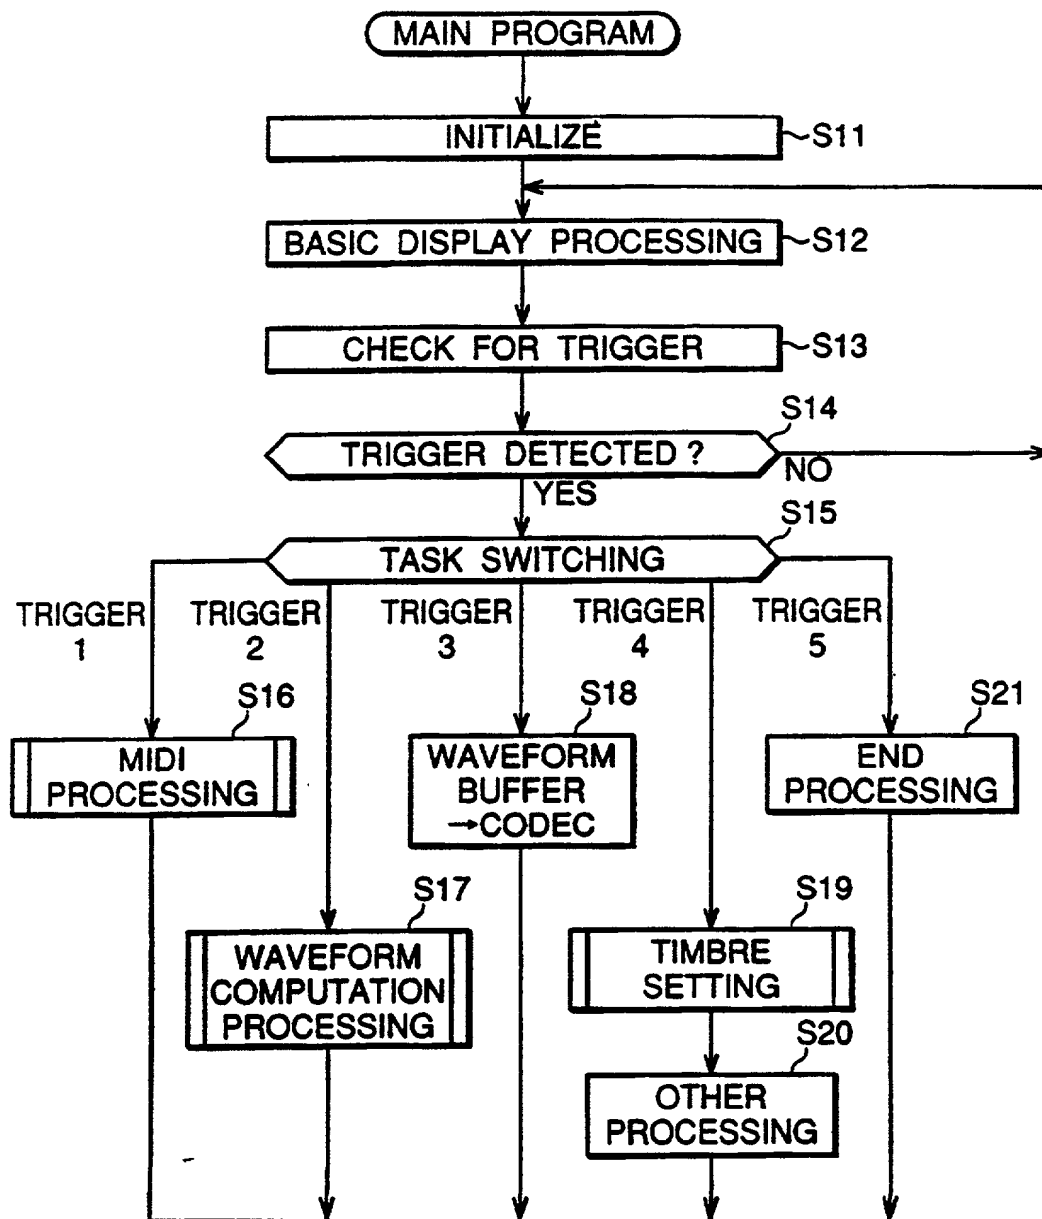 MAIN PROGRAM
INITIALIZE
S11
BASIC DISPLAY PROCESSING
S12
CHECK FOR TRIGGER
S13
S14
TRIGGER DETECTED ?
NO
YES
S15
TASK SWITCHING
TRIGGER
1
TRIGGER
2
TRIGGER
3
TRIGGER
4
TRIGGER
5
S16
MIDI
PROCESSING
S18
WAVEFORM
BUFFER
→CODEC
S21
END
PROCESSING
S17
WAVEFORM
COMPUTATION
PROCESSING
S19
TIMBRE
SETTING
S20
OTHER
PROCESSING